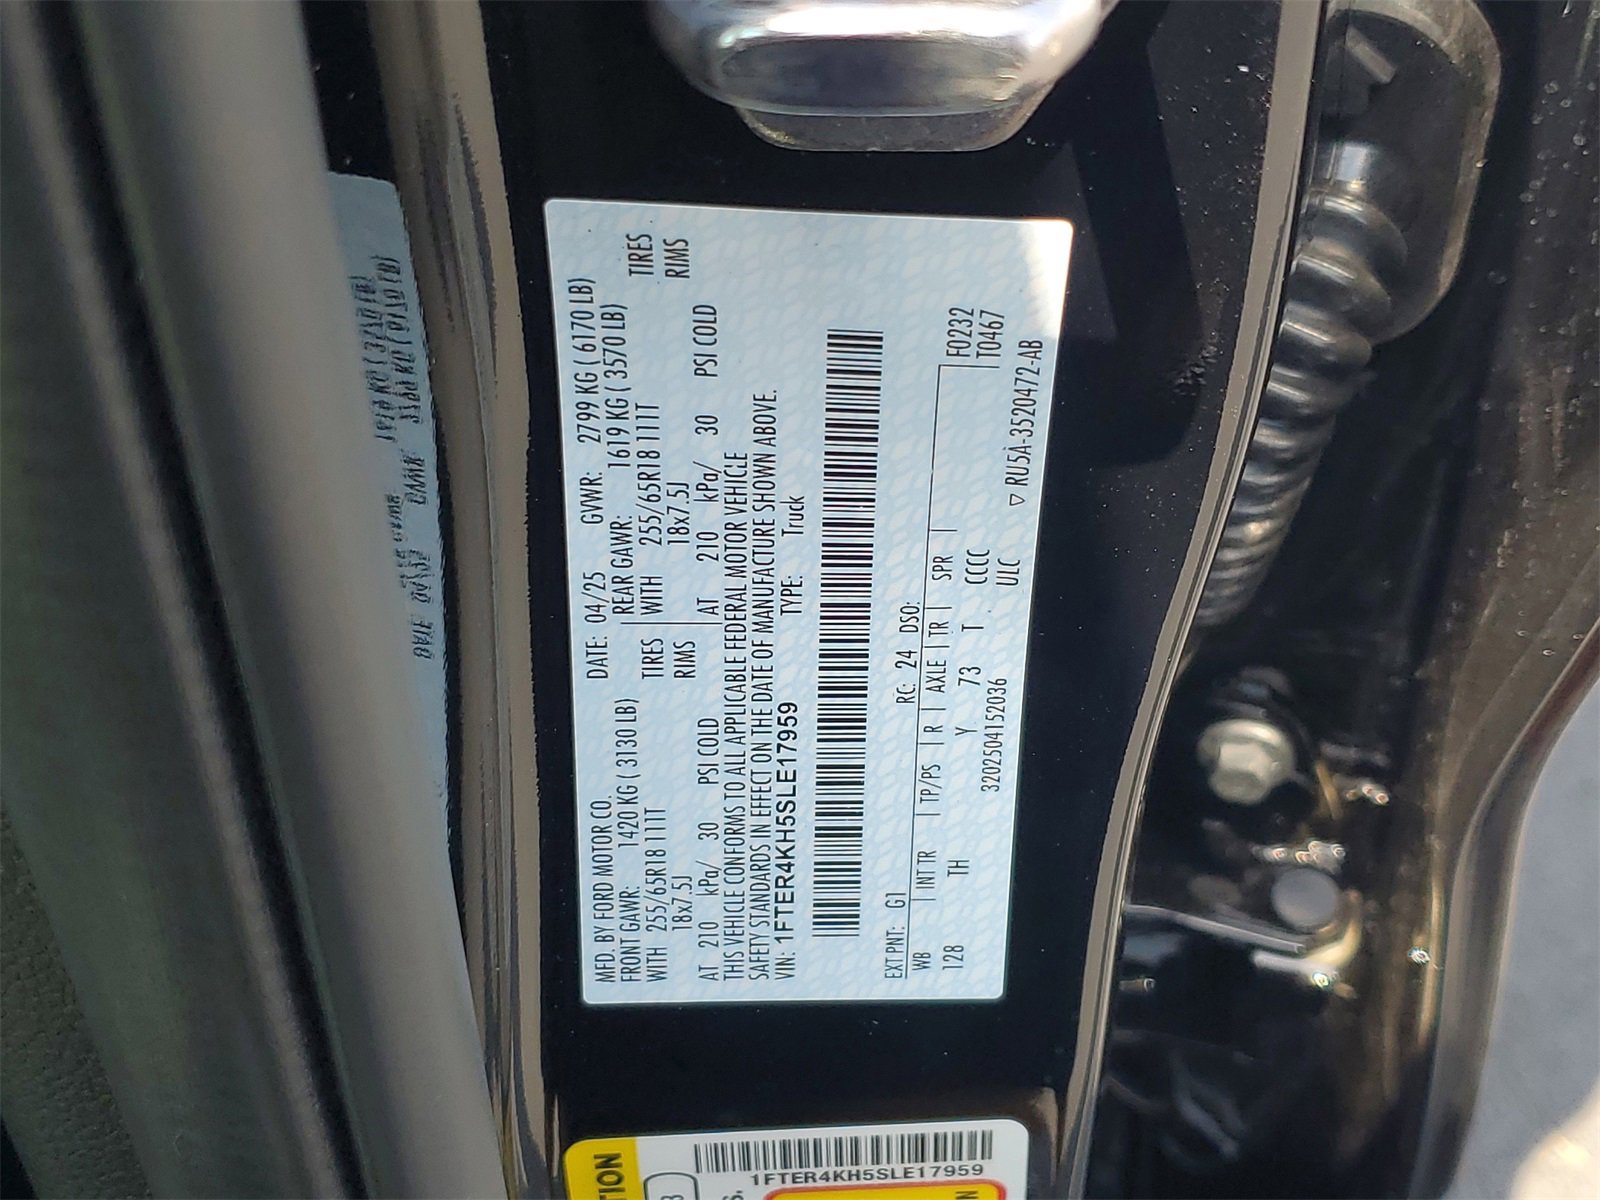 MFD. BY FORD MOTOR CO.
DATE: 04/25 GVWR: 2799 KG ( 6170 LB)
FRONT GAWR: 1420 KG ( 3130 LB) REAR GAWR: 1619 KG ( 3570 LB)
WITH 255/65R18 111T TIRES WITH 255/65R18 111T TIRES
18x7.5J RIMS 18x7.5J RIMS
AT 210 kPa/ 30 PSI COLD AT 210 kPa/ 30 PSI COLD
THIS VEHICLE CONFORMS TO ALL APPLICABLE FEDERAL MOTOR VEHICLE
SAFETY STANDARDS IN EFFECT ON THE DATE OF MANUFACTURE SHOWN ABOVE.
VIN: 1FTER4KH5SLE17959 TYPE: Truck
EXT PNT: G1 RC: 24 DSO:
WB INT TR TP/PS R AXLE TR SPR F0232
128 TH Y 73 T CCCC T0467
320250415 2036 ULC
RU5A-3520472-AB
TION
1FTER4KH5SLE17959